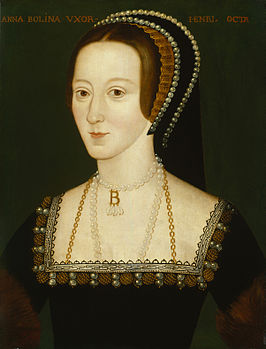 ANNA BOLINA VXOR- HENRI. OCTA
B